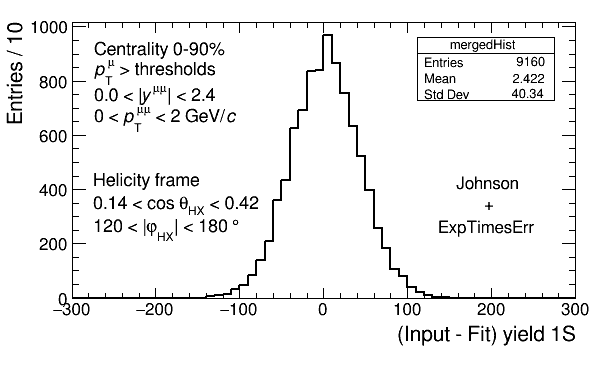 Entries / 10
1000
800
600
400
200
0
Centrality 0-90%
p_T^μ > thresholds
0.0 < |y^μμ| < 2.4
0 < p_T^μμ < 2 GeV/c
Helicity frame
0.14 < cos θ_HX < 0.42
120 < |φ_HX| < 180 °
mergedHist
Entries 9160
Mean 2.422
Std Dev 40.34
Johnson
+
ExpTimesErr
−300 −200 −100 0 100 200 300
(Input - Fit) yield 1S